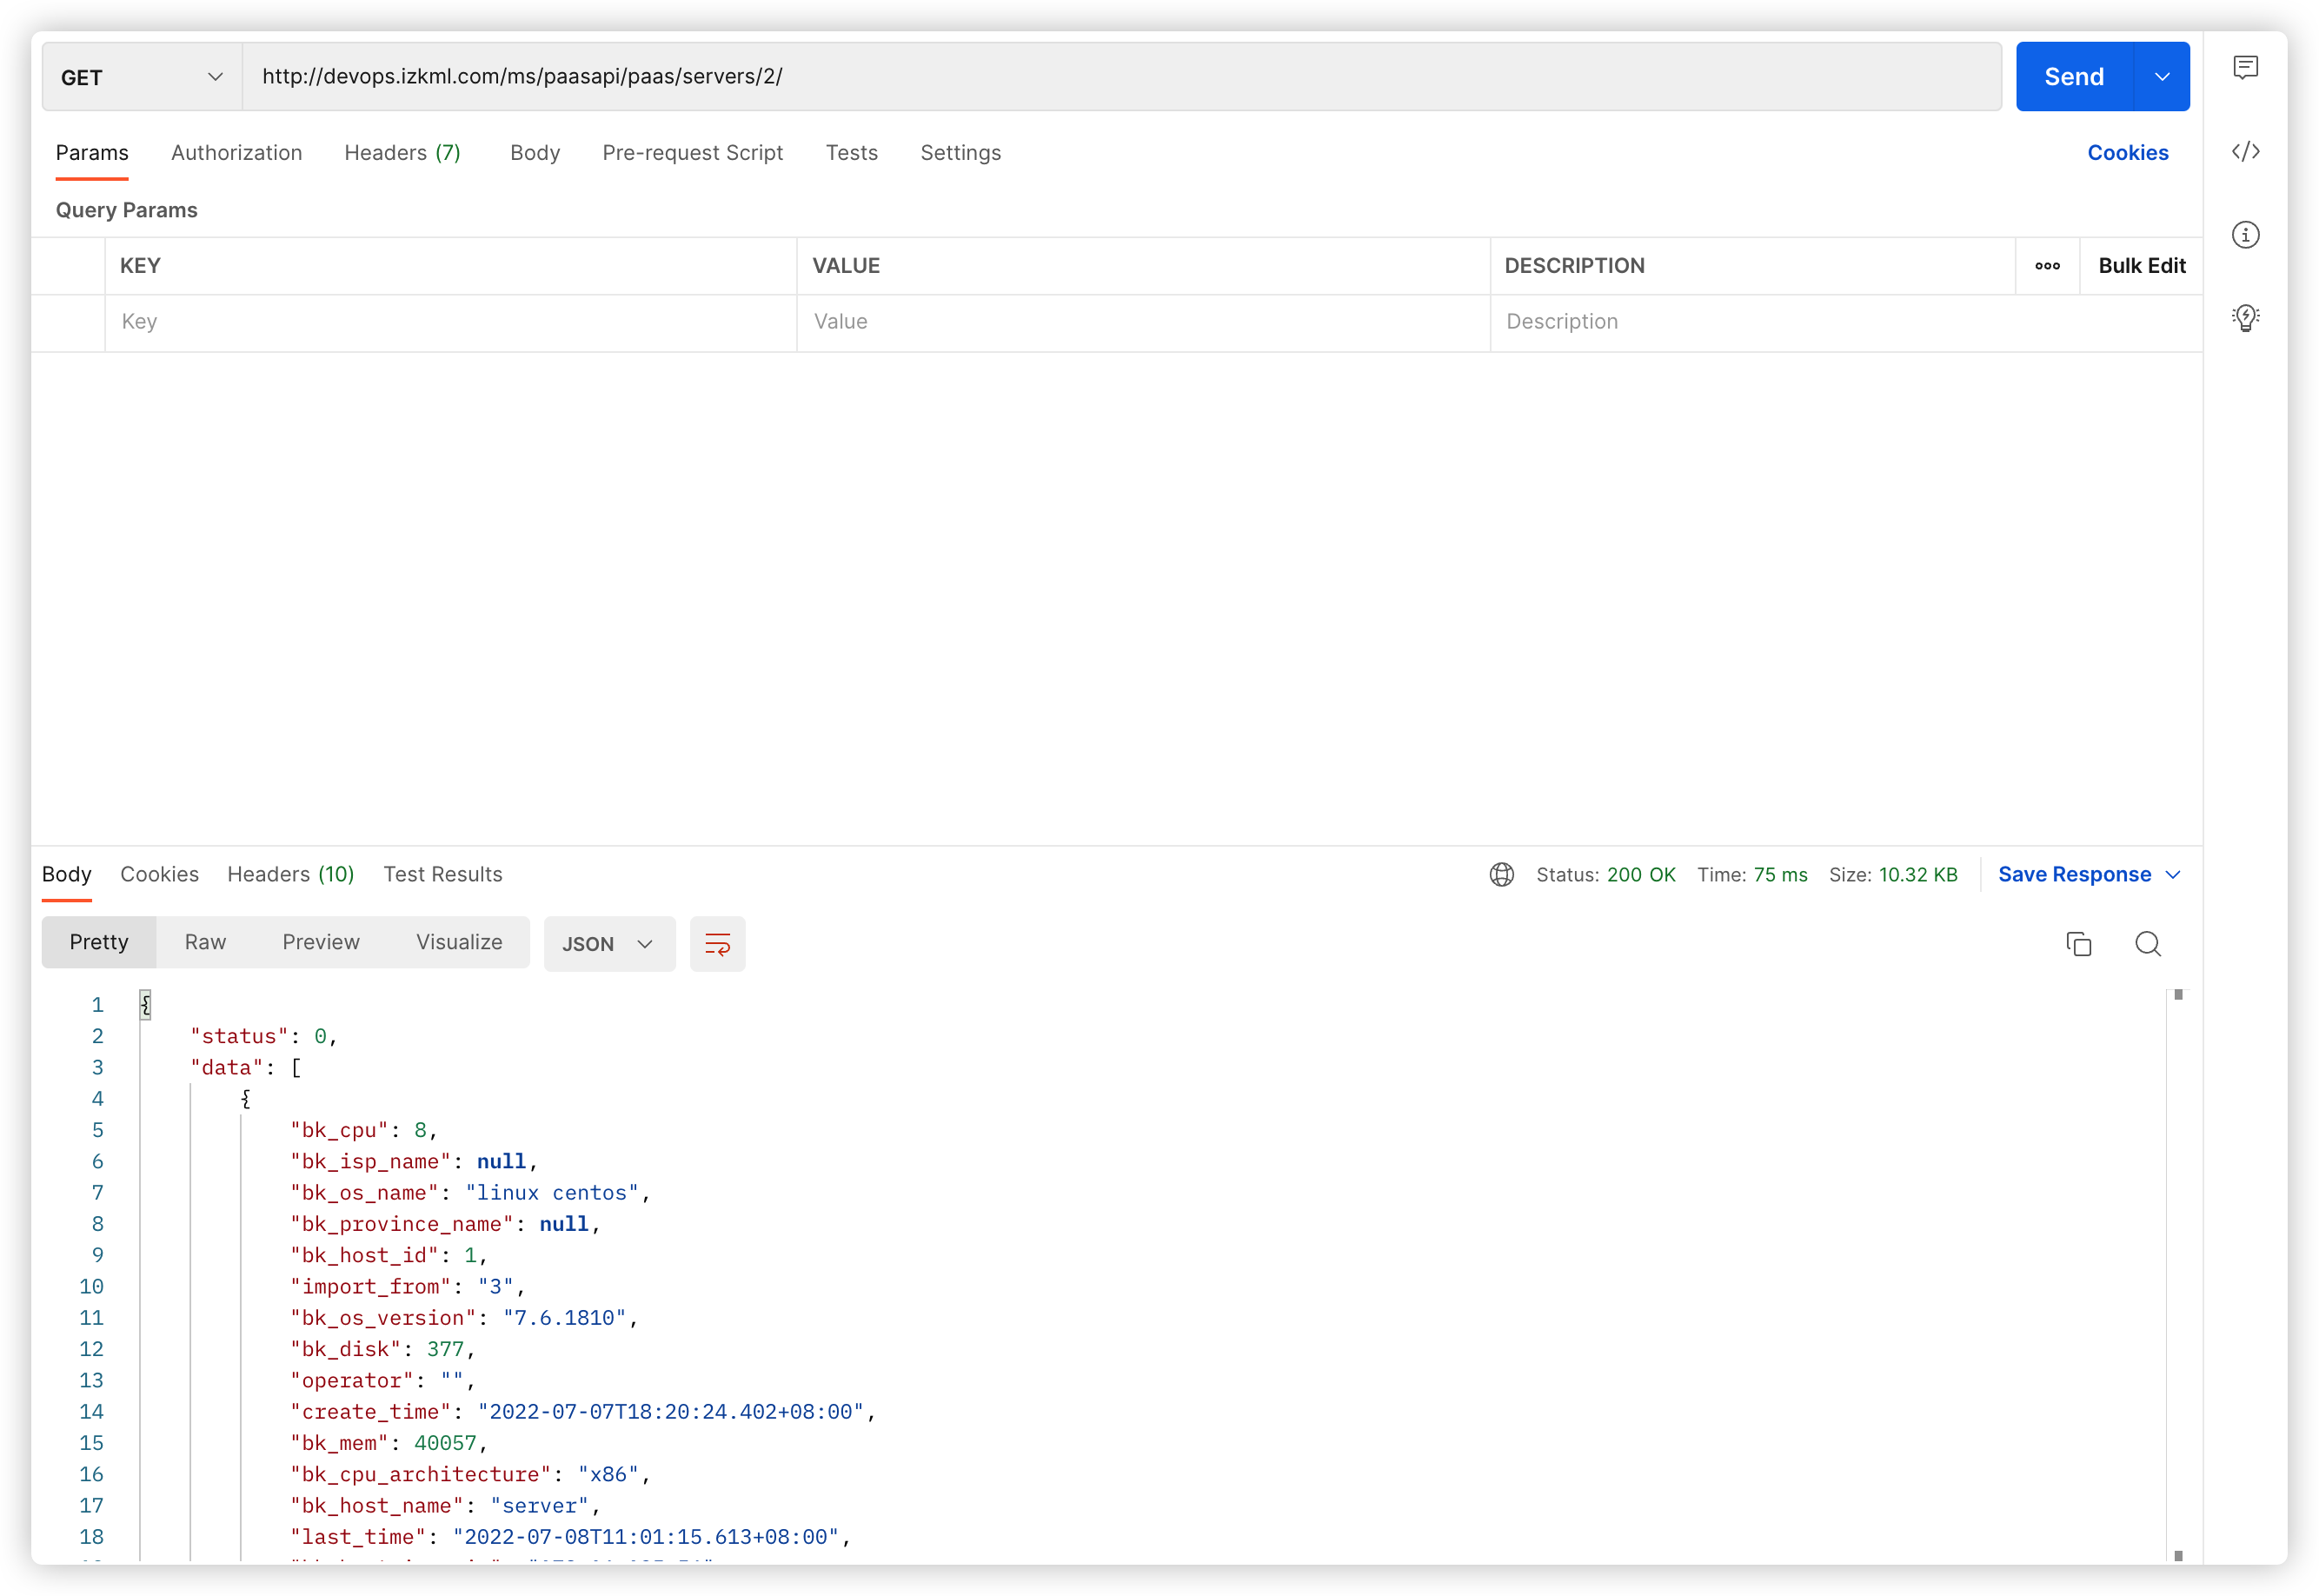 GET http://devops.izkml.com/ms/paasapi/paas/servers/2/ Send
Params Authorization Headers (7) Body Pre-request Script Tests Settings Cookies
Query Params
KEY VALUE DESCRIPTION ooo Bulk Edit
Key Value Description
Body Cookies Headers (10) Test Results Status: 200 OK Time: 75 ms Size: 10.32 KB Save Response
Pretty Raw Preview Visualize JSON
1 {
2 "status": 0,
3 "data": [
4 {
5 "bk_cpu": 8,
6 "bk_isp_name": null,
7 "bk_os_name": "linux centos",
8 "bk_province_name": null,
9 "bk_host_id": 1,
10 "import_from": "3",
11 "bk_os_version": "7.6.1810",
12 "bk_disk": 377,
13 "operator": "",
14 "create_time": "2022-07-07T18:20:24.402+08:00",
15 "bk_mem": 40057,
16 "bk_cpu_architecture": "x86",
17 "bk_host_name": "server",
18 "last_time": "2022-07-08T11:01:15.613+08:00",